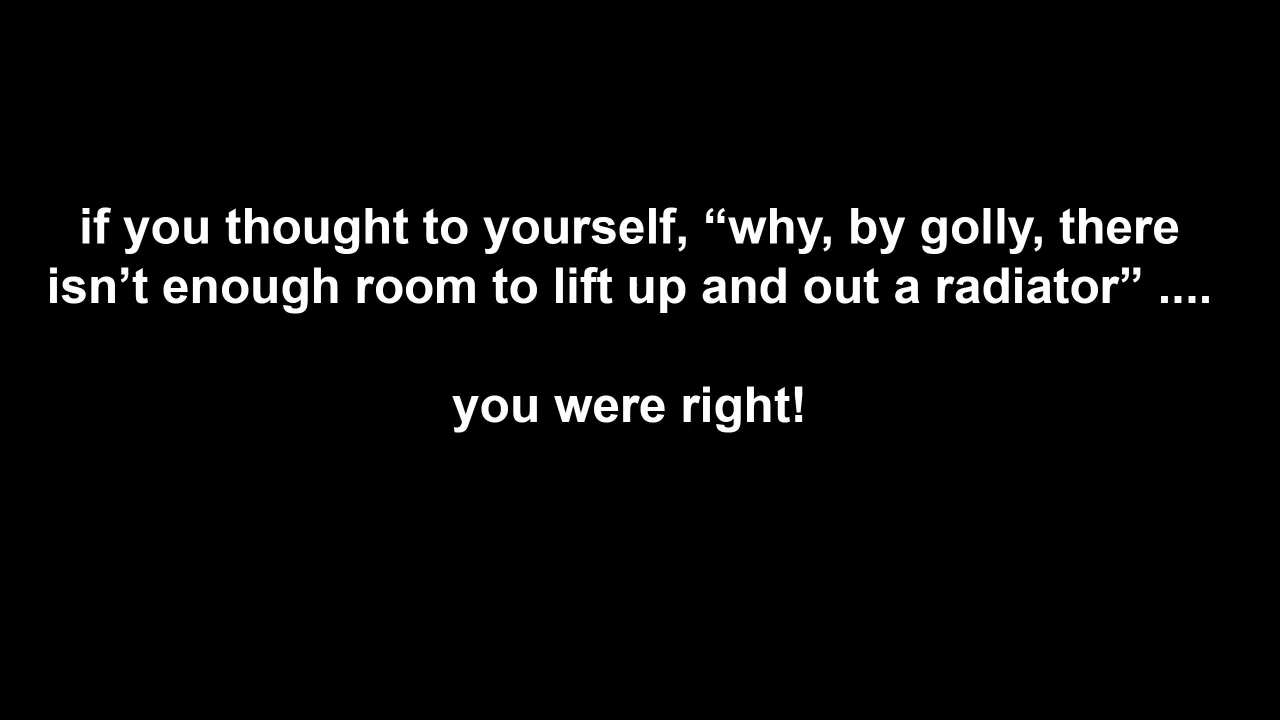 if you thought to yourself, “why, by golly, there
isn’t enough room to lift up and out a radiator” ....
you were right!